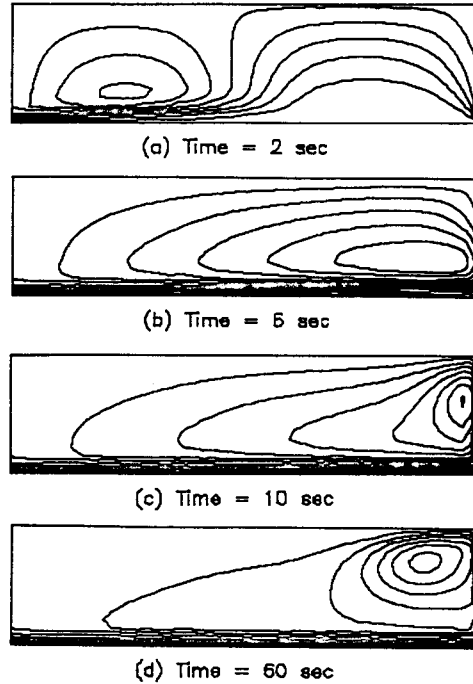 (a) Time = 2 sec
(b) Time = 5 sec
(c) Time = 10 sec
(d) Time = 60 sec